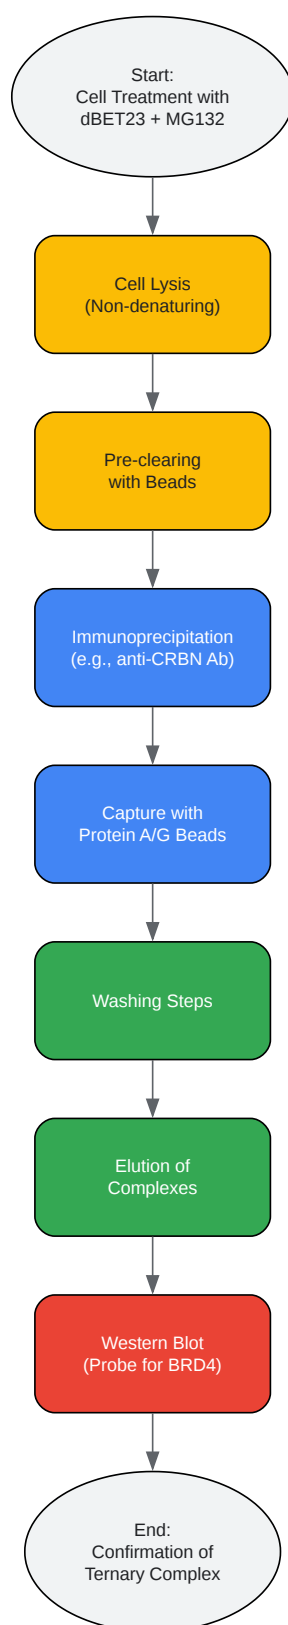 Start:
Cell Treatment with
dBET23 + MG132
Cell Lysis
(Non-denaturing)
Pre-clearing
with Beads
Immunoprecipitation
(e.g., anti-CRBN Ab)
Capture with
Protein A/G Beads
Washing Steps
Elution of
Complexes
Western Blot
(Probe for BRD4)
End:
Confirmation of
Ternary Complex